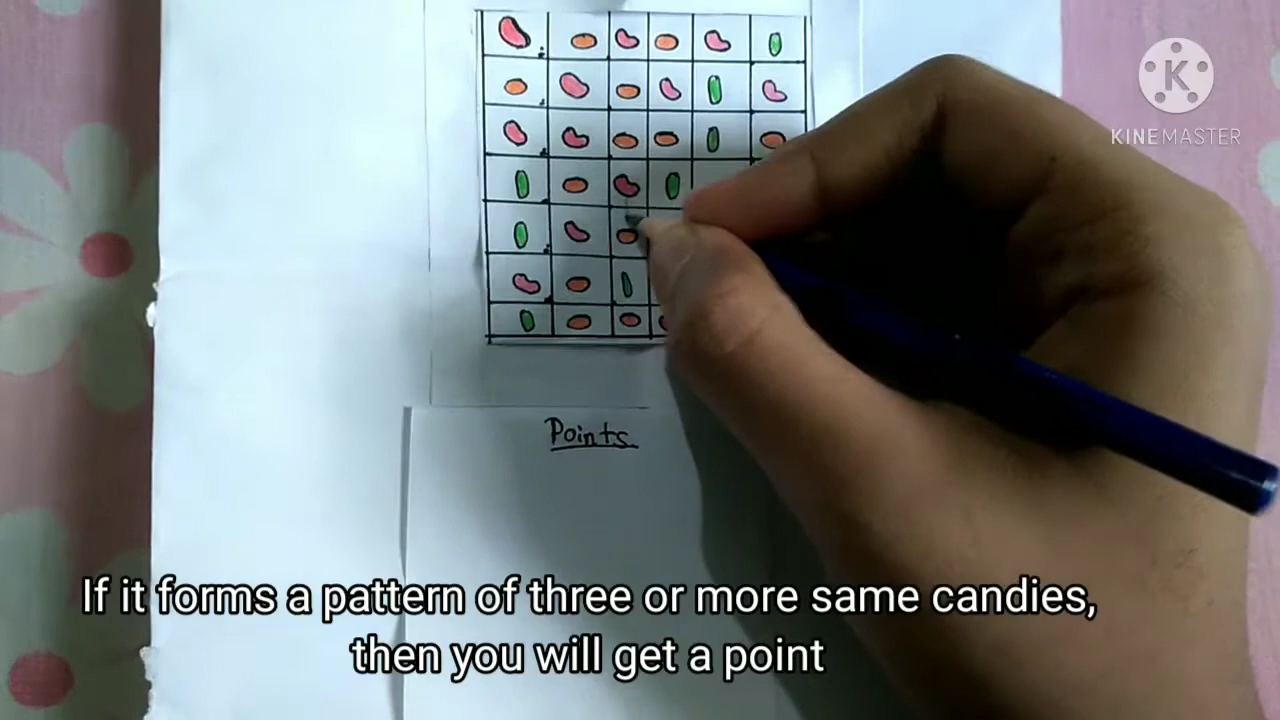 K
KINEMASTER
Points
If it forms a pattern of three or more same candies,
then you will get a point